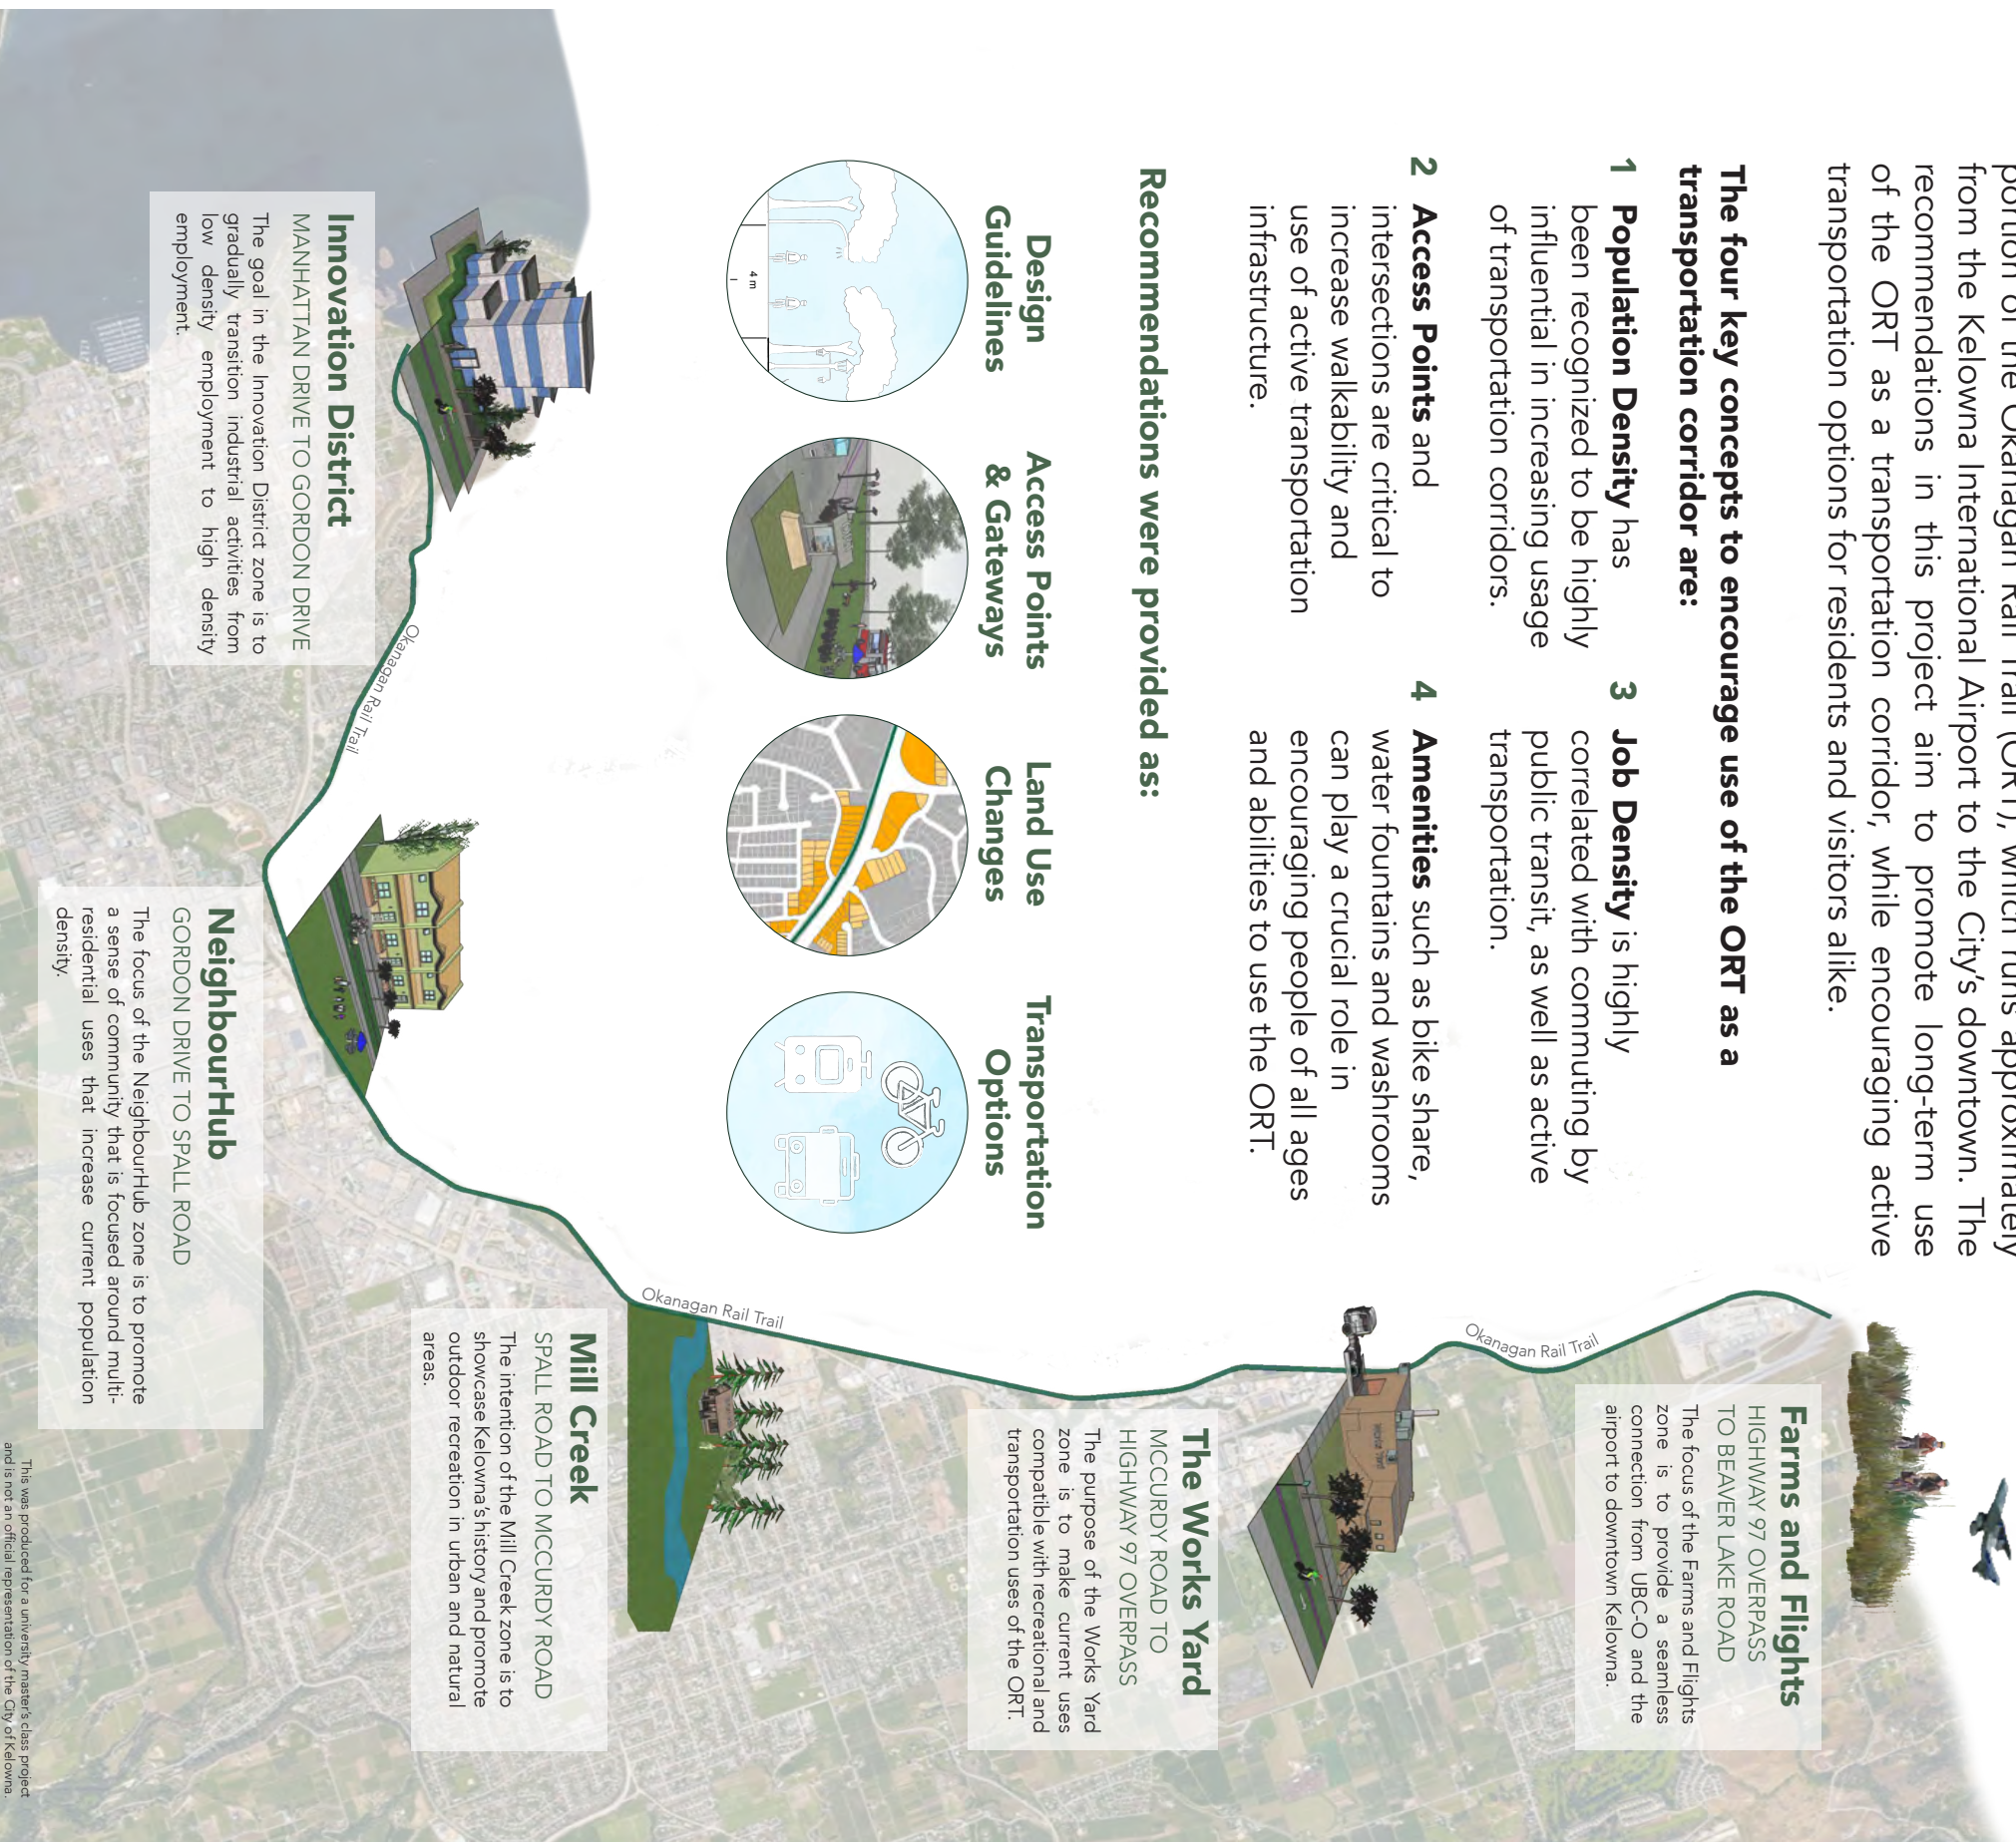 portion of the Okanagan Rail Trail (ORT), which runs approximately
from the Kelowna International Airport to the City's downtown. The
recommendations in this project aim to promote long-term use
of the ORT as a transportation corridor, while encouraging active
transportation options for residents and visitors alike.
The four key concepts to encourage use of the ORT as a
transportation corridor are:
1 Population Density has
been recognized to be highly
influential in increasing usage
of transportation corridors.
2 Access Points and
intersections are critical to
increase walkability and
use of active transportation
infrastructure.
3 Job Density is highly
correlated with commuting by
public transit, as well as active
transportation.
4 Amenities such as bike share,
water fountains and washrooms
can play a crucial role in
encouraging people of all ages
and abilities to use the ORT.
Recommendations were provided as:
Design
Guidelines
4 m
Access Points
& Gateways
Land Use
Changes
Transportation
Options
Farms and Flights
HIGHWAY 97 OVERPASS
TO BEAVER LAKE ROAD
The focus of the Farms and Flights
zone is to provide a seamless
connection from UBC-O and the
airport to downtown Kelowna.
Okanagan Rail Trail
The Works Yard
MCCURDY ROAD TO
HIGHWAY 97 OVERPASS
The purpose of the Works Yard
zone is to make current uses
compatible with recreational and
transportation uses of the ORT.
Okanagan Rail Trail
Mill Creek
SPALL ROAD TO MCCURDY ROAD
The intention of the Mill Creek zone is to
showcase Kelowna's history and promote
outdoor recreation in urban and natural
areas.
Okanagan Rail Trail
Innovation District
MANHATTAN DRIVE TO GORDON DRIVE
The goal in the Innovation District zone is to
gradually transition industrial activities from
low density employment to high density
employment.
NeighbourHub
GORDON DRIVE TO SPALL ROAD
The focus of the NeighbourHub zone is to promote
a sense of community that is focused around multi-
residential uses that increase current population
density.
This was produced for a university master's class project
and is not an official representation of the City of Kelowna.